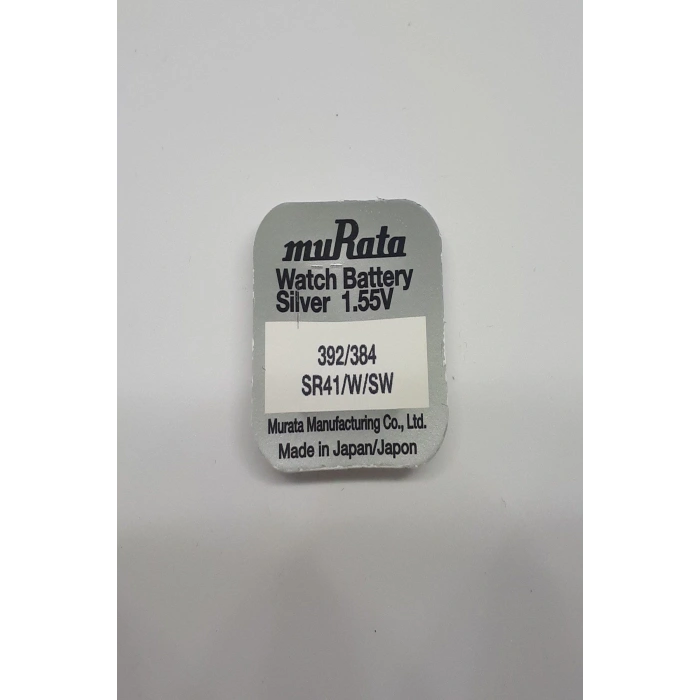 muRata
Watch Battery
Silver 1.55V
392/384
SR41/W/SW
Murata Manufacturing Co., Ltd.
Made in Japan/Japon